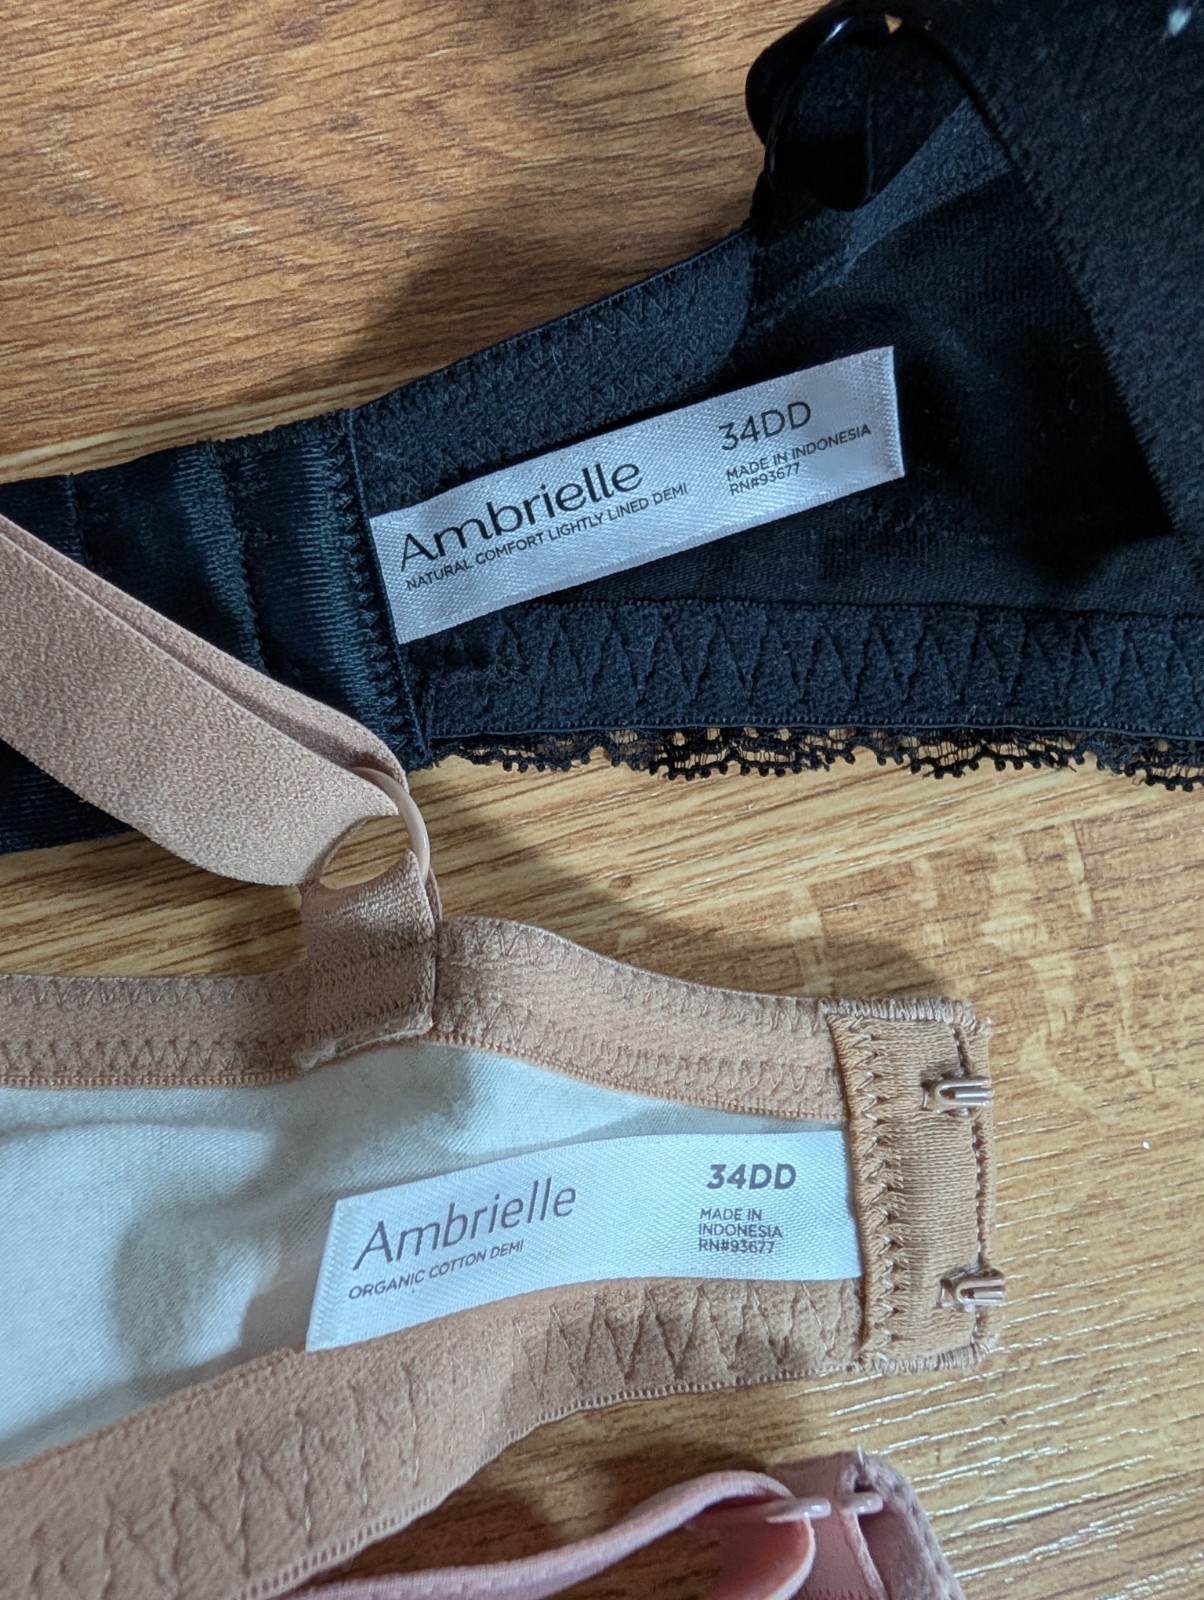 Ambrielle
NATURAL COMFORT LIGHTLY LINED DEMI
34DD
MADE IN INDONESIA
RN#93677
Ambrielle
ORGANIC COTTON DEMI
34DD
MADE IN
INDONESIA
RN#93677